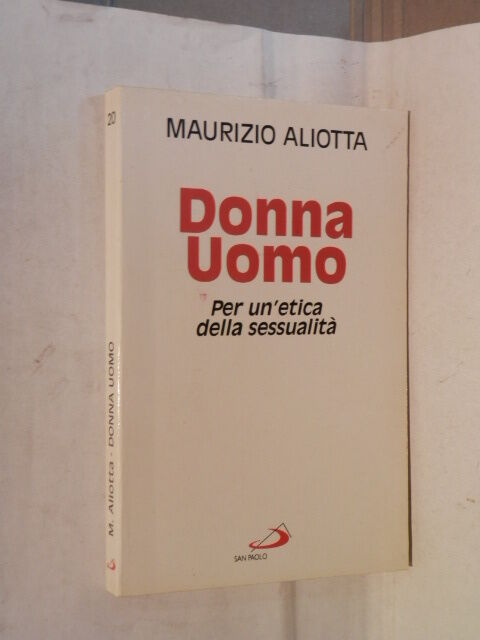 MAURIZIO ALIOTTA
Donna
Uomo
Per un'etica
della sessualità
SAN PAOLO
20
M. Aliotta - DONNA UOMO